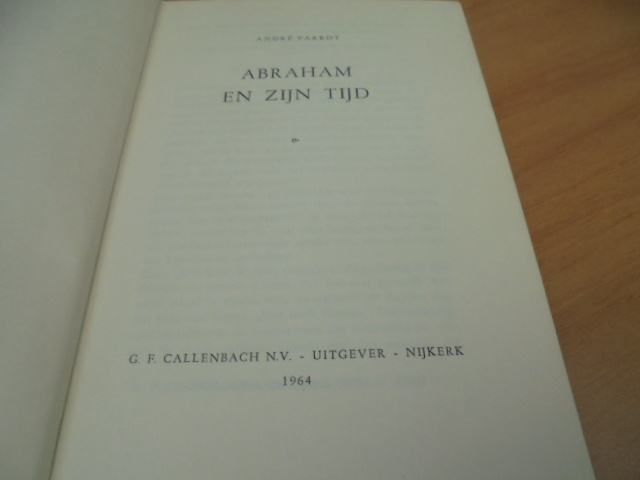 ANDRÉ PARROT
ABRAHAM
EN ZIJN TIJD
G. F. CALLENBACH N.V. - UITGEVER - NIJKERK
1964